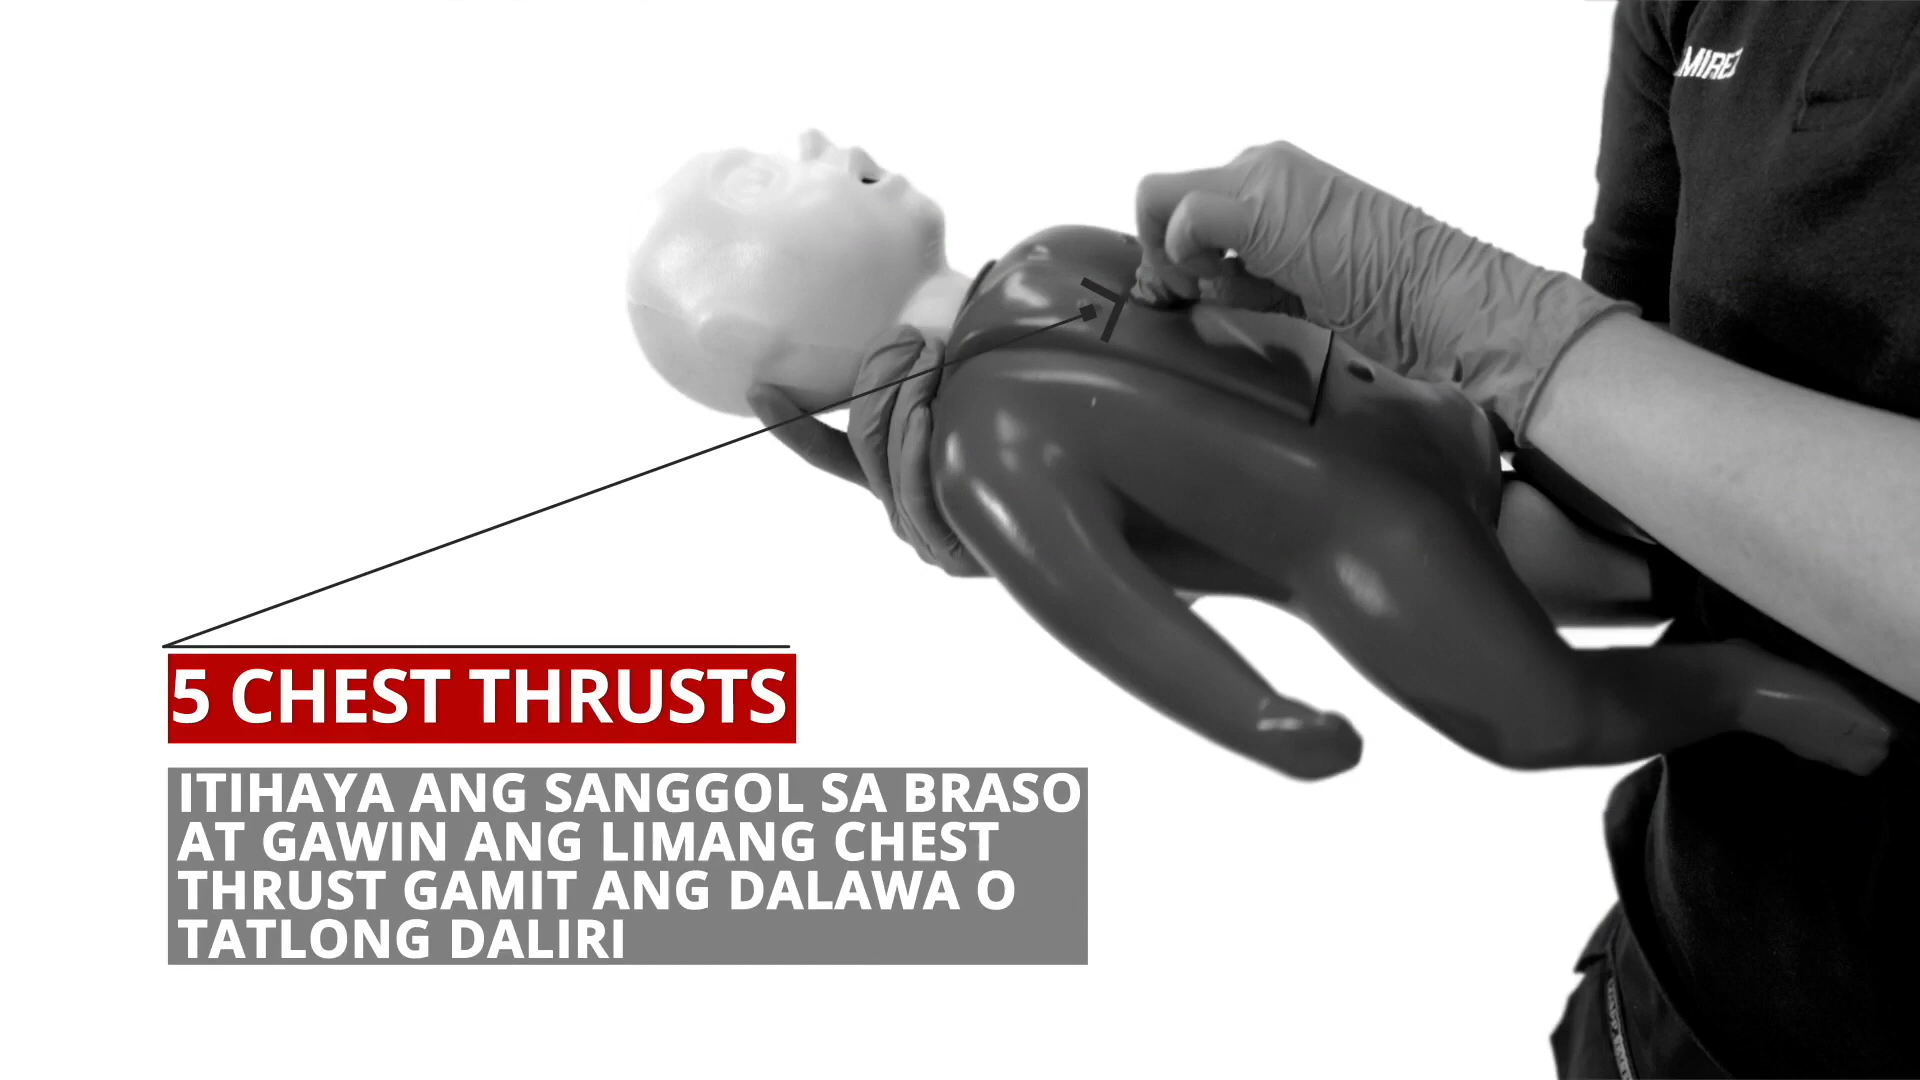 MIREZ
5 CHEST THRUSTS
ITIHAYA ANG SANGGOL SA BRASO
AT GAWIN ANG LIMANG CHEST
THRUST GAMIT ANG DALAWA O
TATLONG DALIRI